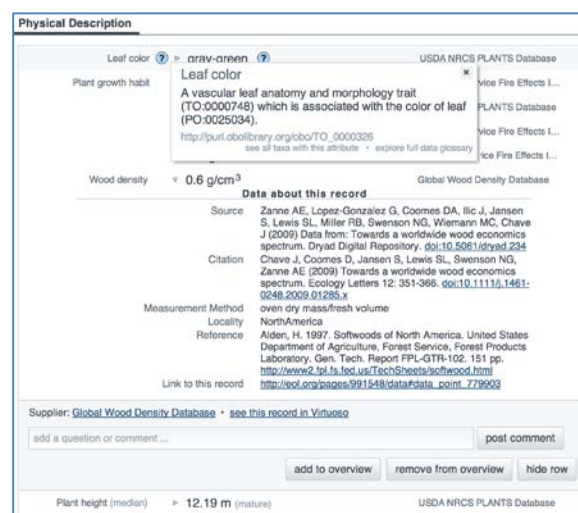 Physical Description
Leaf color ? gray-green ? USDA NRCS PLANTS Database
Plant growth habit
Leaf color
A vascular leaf anatomy and morphology trait
(TO:0000748) which is associated with the color of leaf
(PO:0025034).
http://purl.obolibrary.org/obo/TO_0000326
see all taxa with this attribute • explore full data glossary
vice Fire Effects I...
PLANTS Database
vice Fire Effects I...
rice Fire Effects I...
Wood density 0.6 g/cm3 Global Wood Density Database
Data about this record
Source Zanne AE, Lopez-Gonzalez G, Coomes DA, Ilic J, Jansen
S, Lewis SL, Miller RB, Swenson NG, Wiemann MC, Chave
J (2009) Data from: Towards a worldwide wood economics
spectrum. Dryad Digital Repository. doi:10.5061/dryad.234
Citation Chave J, Coomes D, Jansen S, Lewis SL, Swenson NG,
Zanne AE (2009) Towards a worldwide wood economics
spectrum. Ecology Letters 12: 351-366. doi:10.1111/j.1461-
0248.2009.01285.x
Measurement Method oven dry mass/fresh volume
Locality NorthAmerica
Reference Alden, H. 1997. Softwoods of North America. United States
Department of Agriculture, Forest Service, Forest Products
Laboratory. Gen. Tech. Report FPL-GTR-102. 151 pp.
http://www2.fpl.fs.fed.us/TechSheets/softwood.html
Link to this record http://eol.org/pages/991548/data#data_point_779903
Supplier: Global Wood Density Database • see this record in Virtuoso
add a question or comment ... post comment
add to overview remove from overview hide row
Plant height (median) 12.19 m (mature) USDA NRCS PLANTS Database